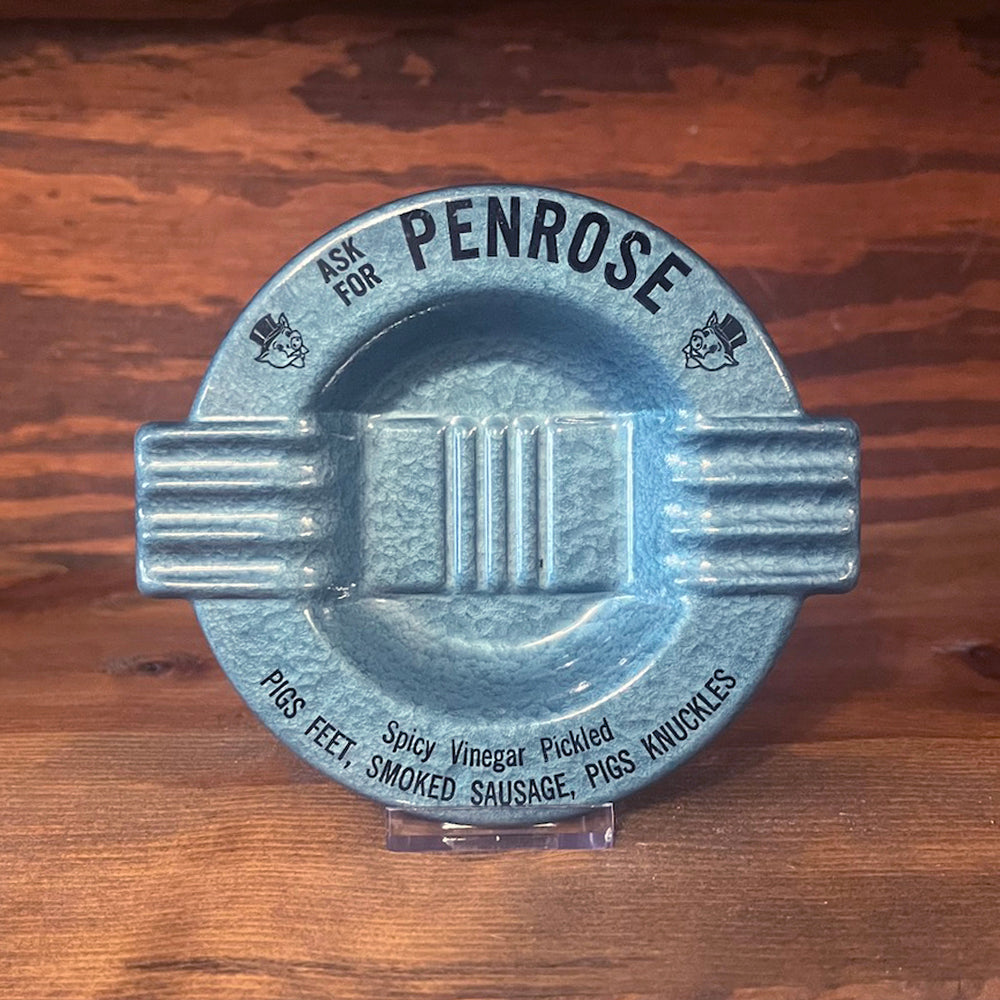 ASK
FOR
PENROSE
Spicy Vinegar Pickled
PIGS FEET, SMOKED SAUSAGE, PIGS KNUCKLES